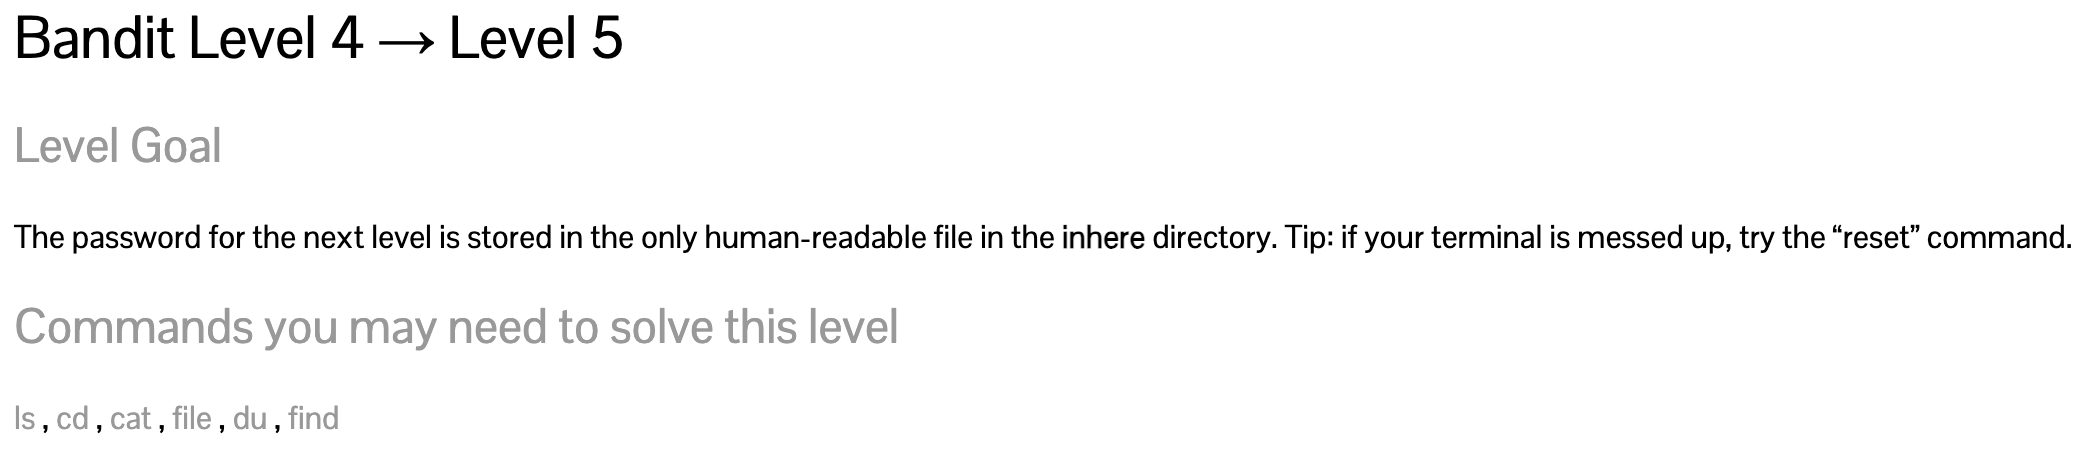 Bandit Level 4 → Level 5
Level Goal
The password for the next level is stored in the only human-readable file in the inhere directory. Tip: if your terminal is messed up, try the “reset” command.
Commands you may need to solve this level
ls , cd , cat , file , du , find